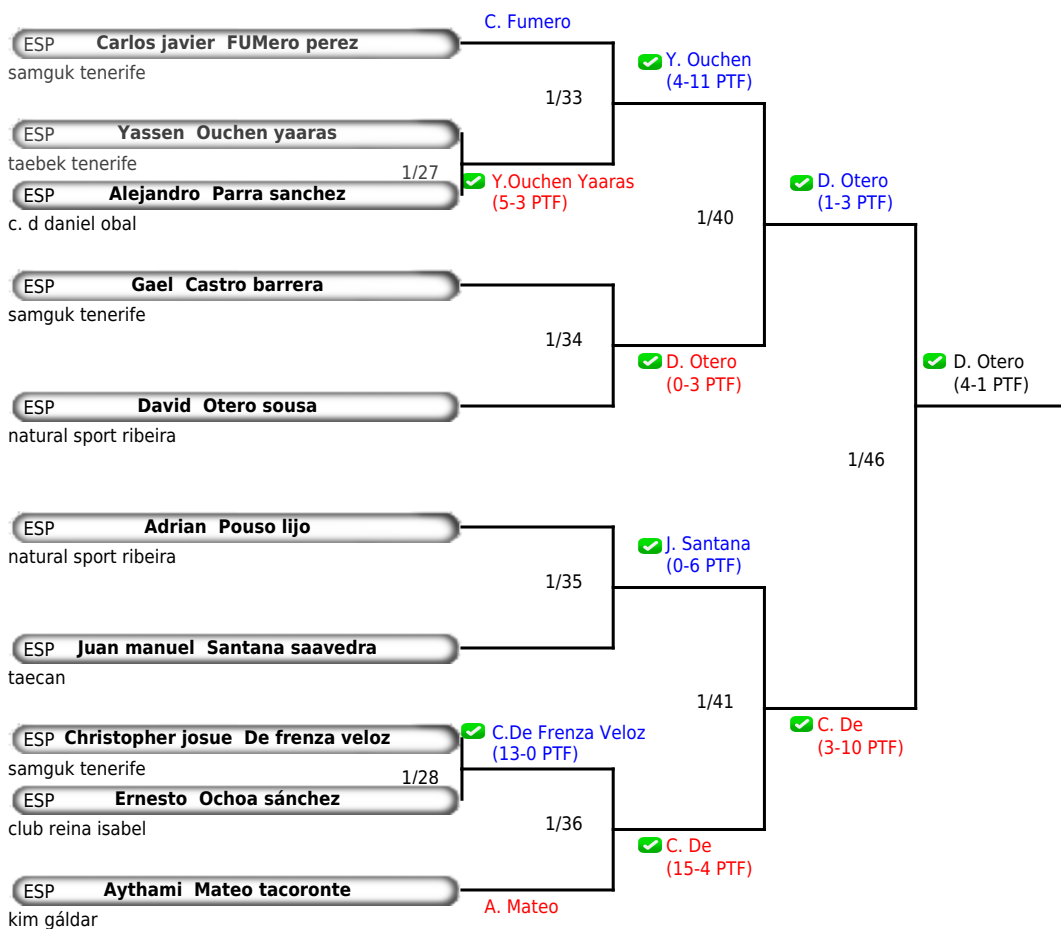 C. Fumero
ESP Carlos javier FUMero perez
samguk tenerife
Y. Ouchen
(4-11 PTF)
1/33
ESP Yassen Ouchen yaaras
taebek tenerife
1/27
Y.Ouchen Yaaras
(5-3 PTF)
ESP Alejandro Parra sanchez
c. d daniel obal
D. Otero
(1-3 PTF)
1/40
ESP Gael Castro barrera
samguk tenerife
1/34
D. Otero
(0-3 PTF)
D. Otero
(4-1 PTF)
ESP David Otero sousa
natural sport ribeira
1/46
ESP Adrian Pouso lijo
natural sport ribeira
J. Santana
(0-6 PTF)
1/35
ESP Juan manuel Santana saavedra
taecan
1/41
C. De
(3-10 PTF)
ESP Christopher josue De frenza veloz
C.De Frenza Veloz
(13-0 PTF)
samguk tenerife
1/28
ESP Ernesto Ochoa sánchez
club reina isabel
1/36
C. De
(15-4 PTF)
ESP Aythami Mateo tacoronte
A. Mateo
kim gáldar